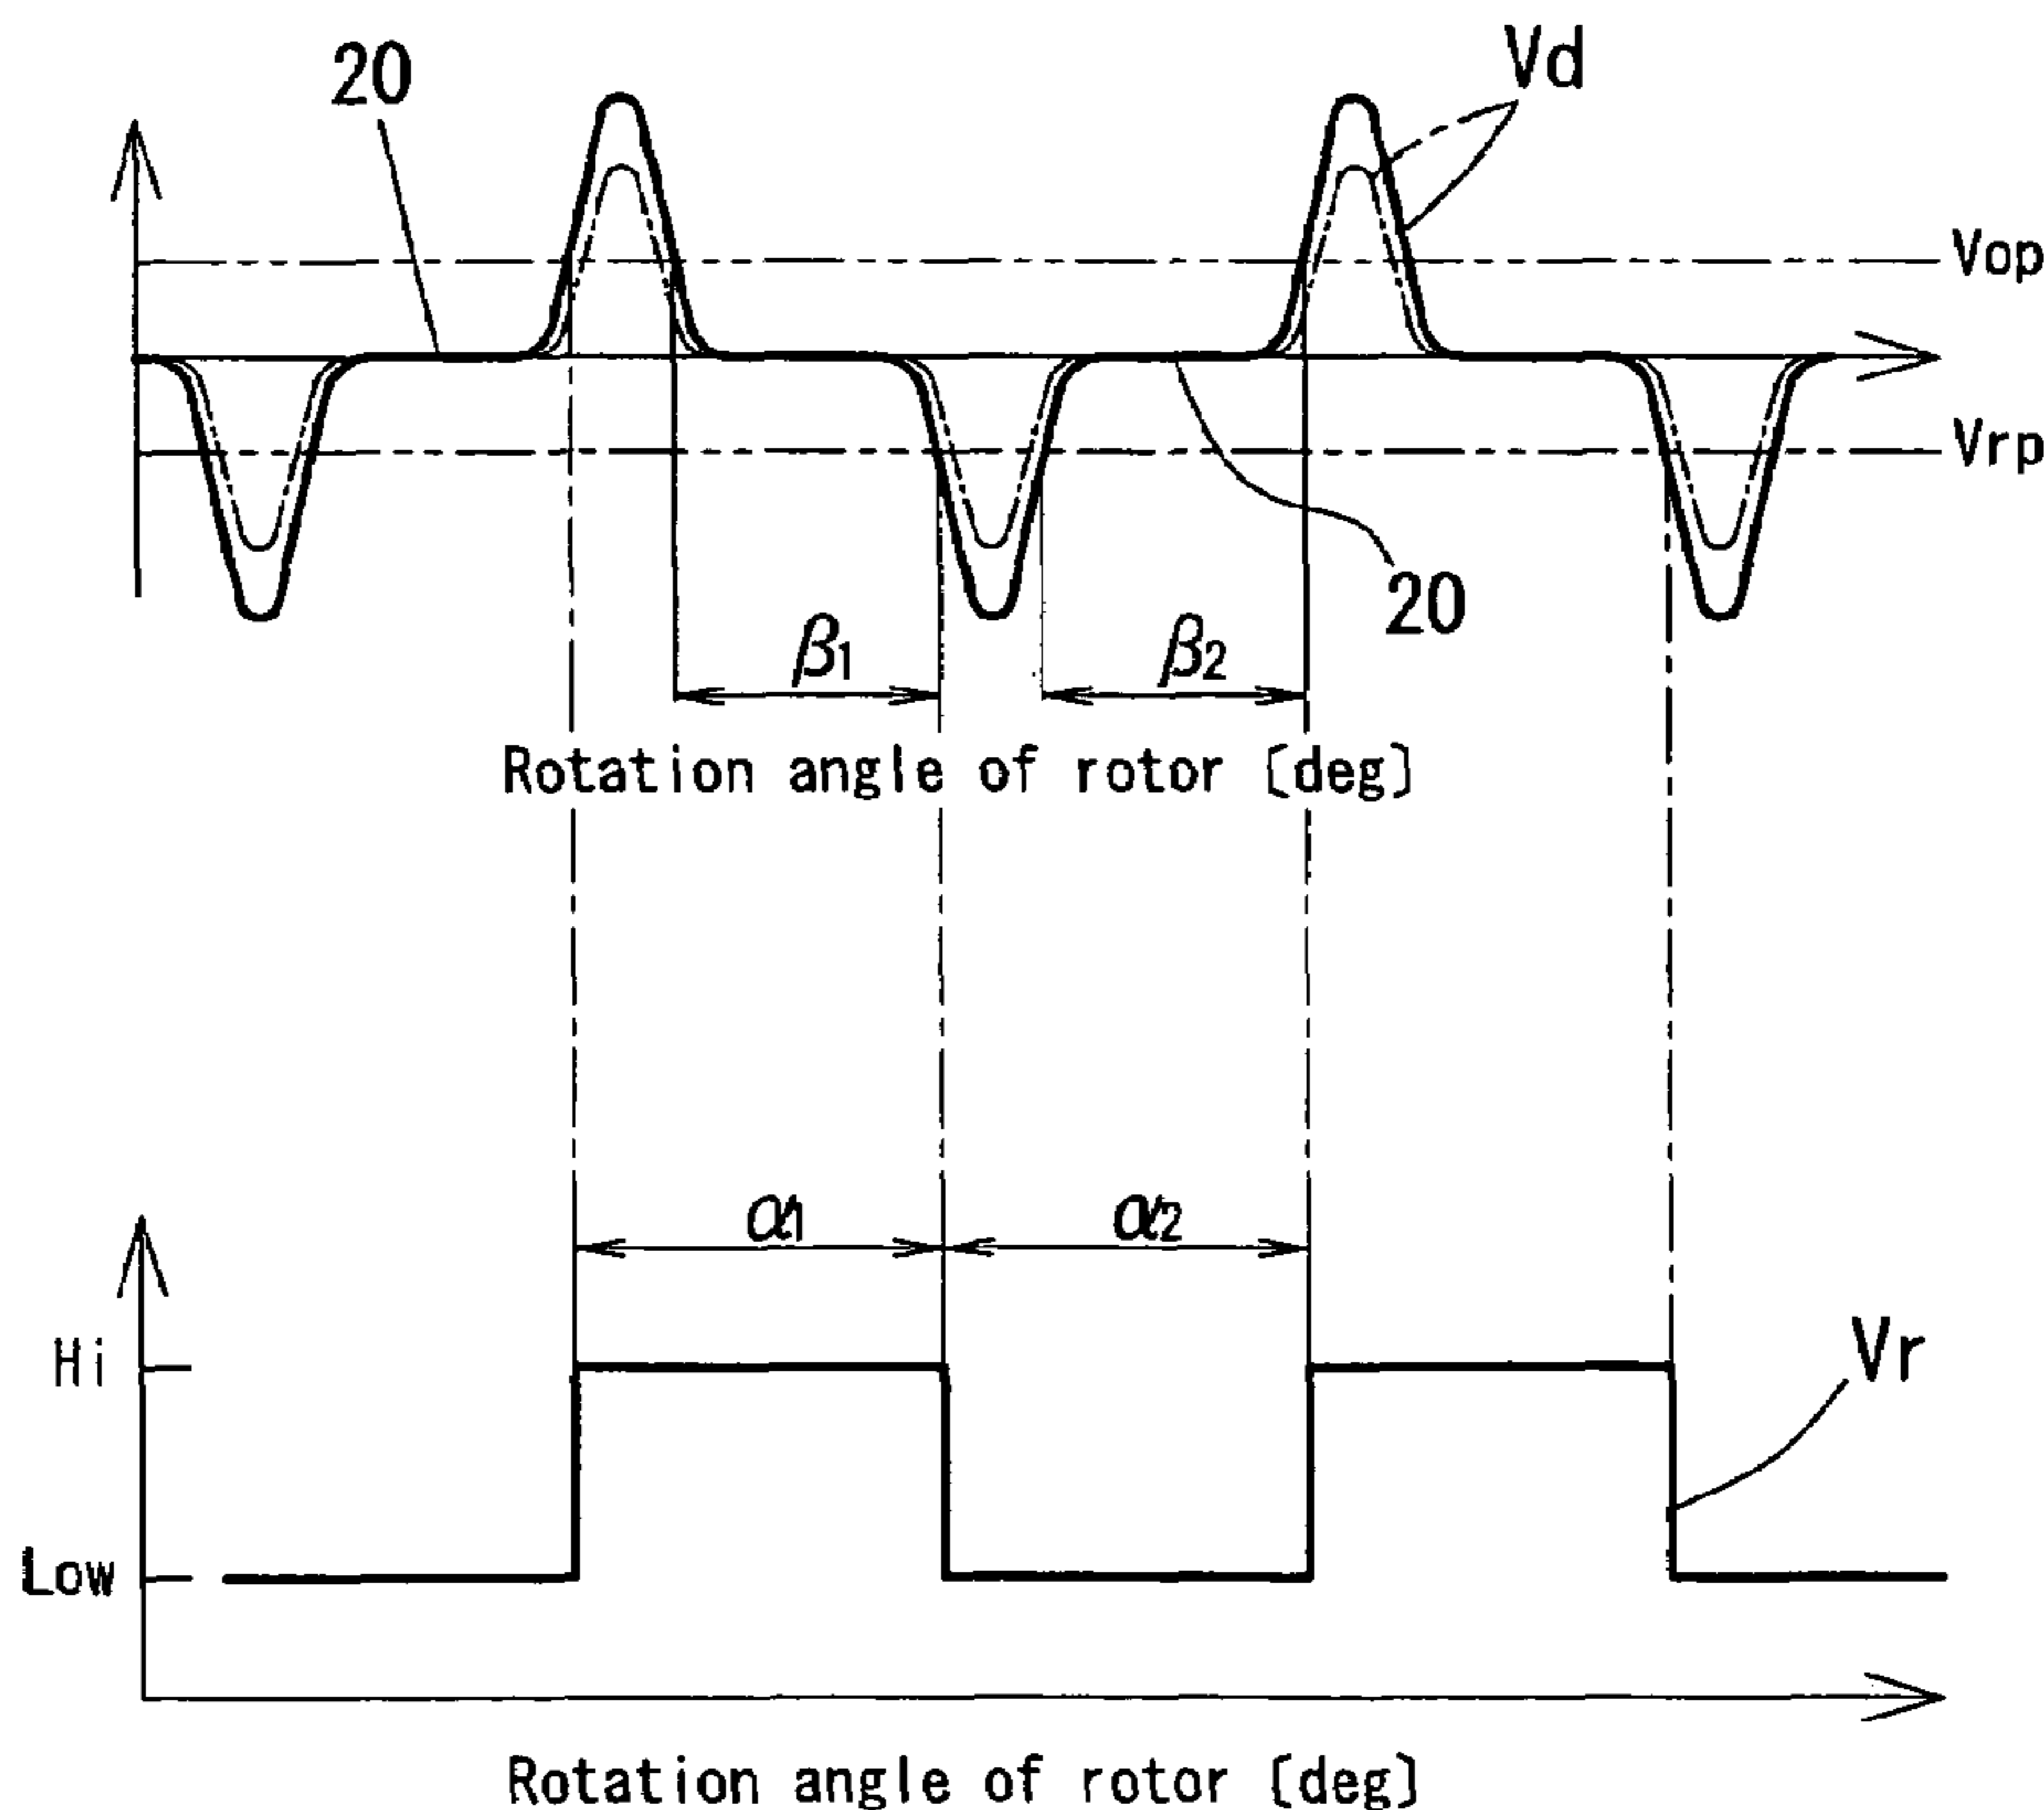 20
Vd
Vop
Vrp
20
β1
β2
Rotation angle of rotor [deg]
α1
α2
Hi
Vr
Low
Rotation angle of rotor [deg]